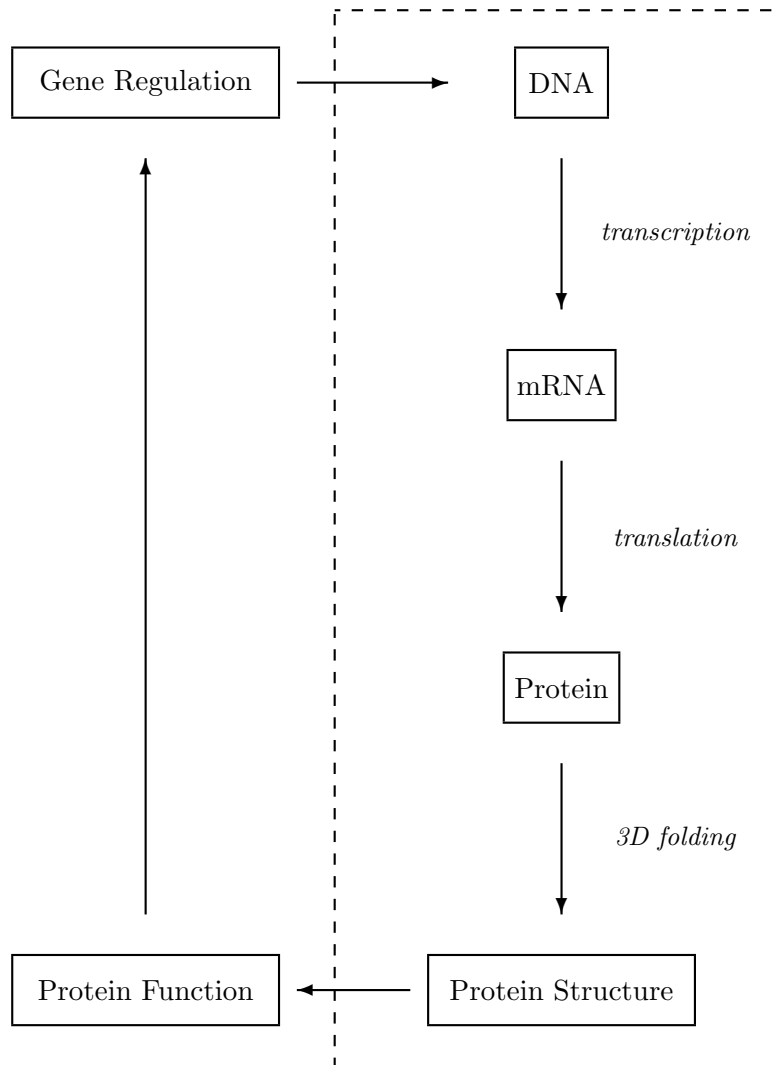 Gene Regulation
DNA
transcription
mRNA
translation
Protein
3D folding
Protein Function
Protein Structure